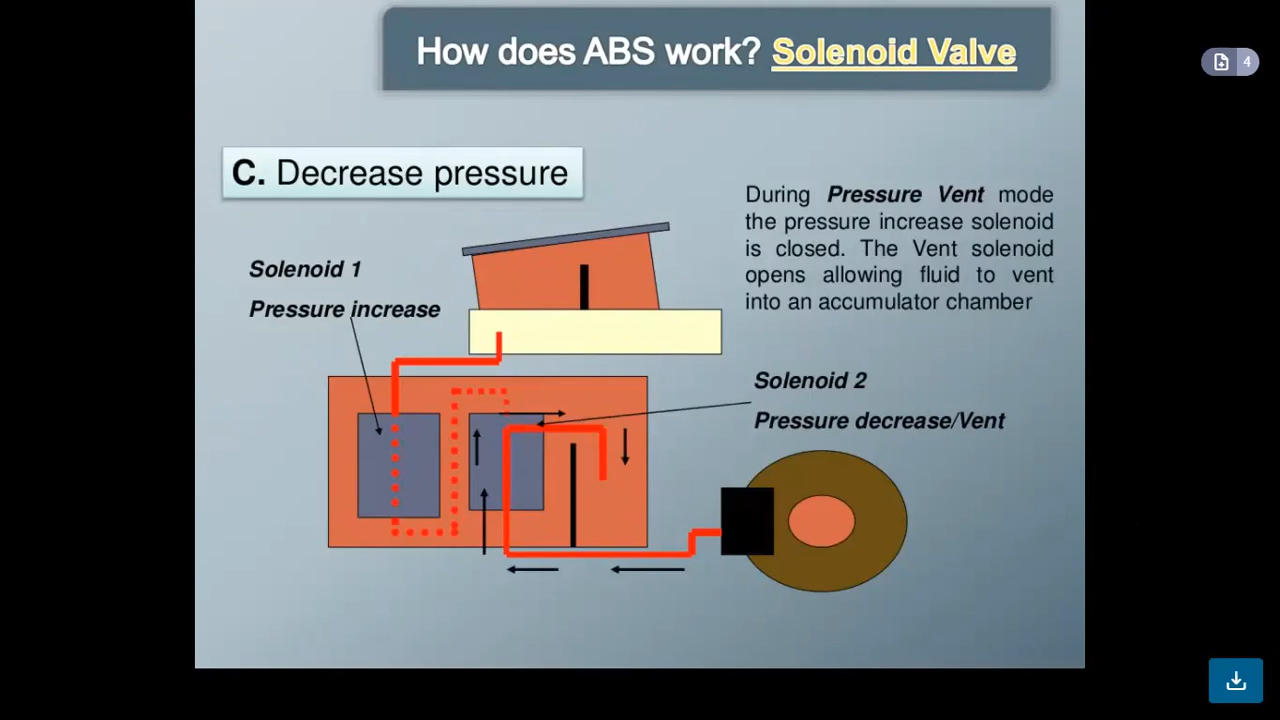 How does ABS work? Solenoid Valve
4
C. Decrease pressure
During Pressure Vent mode
the pressure increase solenoid
is closed. The Vent solenoid
opens allowing fluid to vent
into an accumulator chamber
Solenoid 1
Pressure increase
Solenoid 2
Pressure decrease/Vent